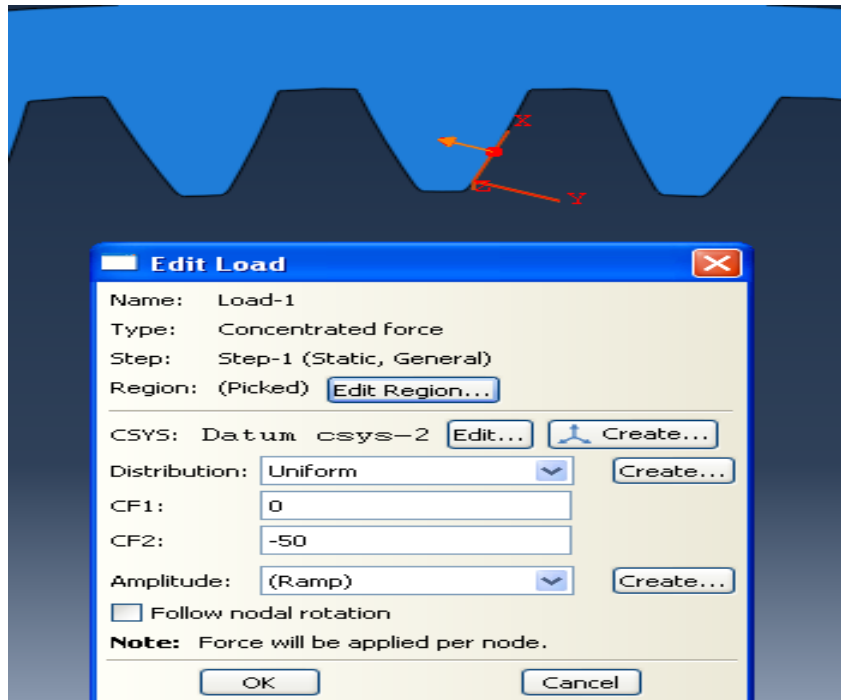 X
Y
Edit Load
Name: Load-1
Type: Concentrated force
Step: Step-1 (Static, General)
Region: (Picked) Edit Region...
CSYS: Datum csys-2 Edit... Create...
Distribution: Uniform Create...
CF1: 0
CF2: -50
Amplitude: (Ramp) Create...
Follow nodal rotation
Note: Force will be applied per node.
OK Cancel